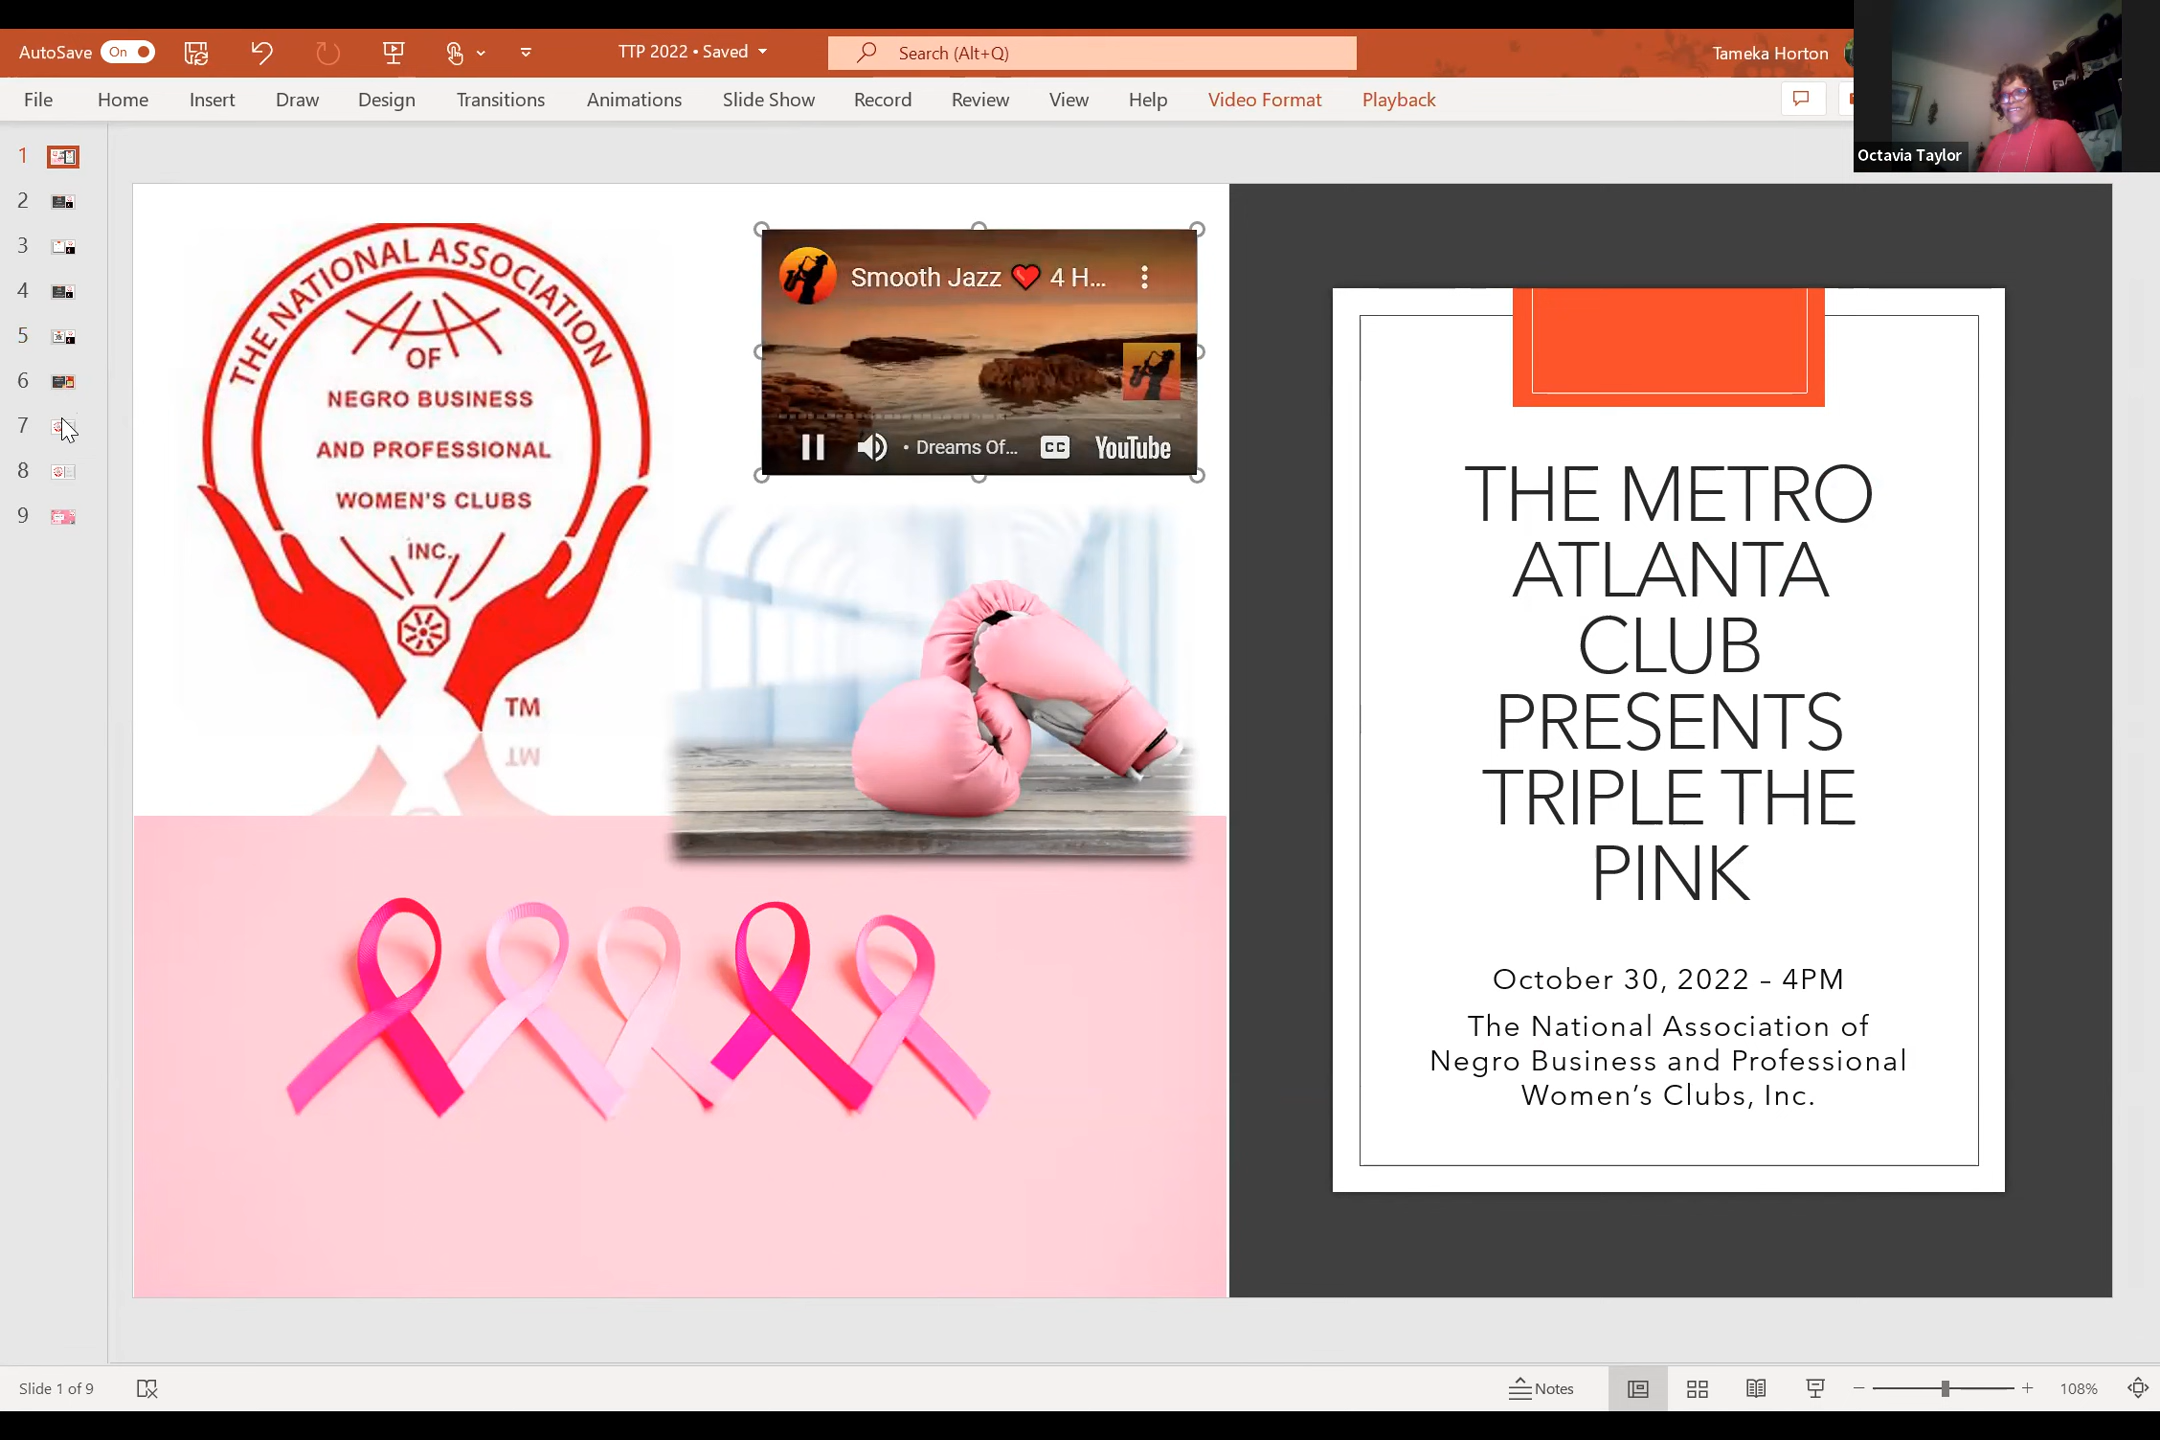 AutoSave On
TTP 2022 • Saved
Search (Alt+Q)
Tameka Horton
File Home Insert Draw Design Transitions Animations Slide Show Record Review View Help Video Format Playback
Octavia Taylor
1
2
3
4
5
6
7
8
9
THE NATIONAL ASSOCIATION
OF
NEGRO BUSINESS
AND PROFESSIONAL
WOMEN'S CLUBS
INC.
TM
TM
Smooth Jazz ❤️ 4 H...
• Dreams Of... CC YouTube
THE METRO
ATLANTA
CLUB
PRESENTS
TRIPLE THE
PINK
October 30, 2022 – 4PM
The National Association of
Negro Business and Professional
Women's Clubs, Inc.
Slide 1 of 9
Notes
108%